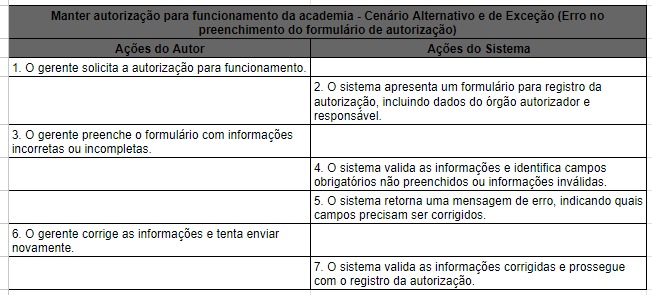 Manter autorização para funcionamento da academia - Cenário Alternativo e de Exceção (Erro no
preenchimento do formulário de autorização)
Ações do Autor
Ações do Sistema
1. O gerente solicita a autorização para funcionamento.
2. O sistema apresenta um formulário para registro da
autorização, incluindo dados do órgão autorizador e
responsável.
3. O gerente preenche o formulário com informações
incorretas ou incompletas.
4. O sistema valida as informações e identifica campos
obrigatórios não preenchidos ou informações inválidas.
5. O sistema retorna uma mensagem de erro, indicando quais
campos precisam ser corrigidos.
6. O gerente corrige as informações e tenta enviar
novamente.
7. O sistema valida as informações corrigidas e prossegue
com o registro da autorização.